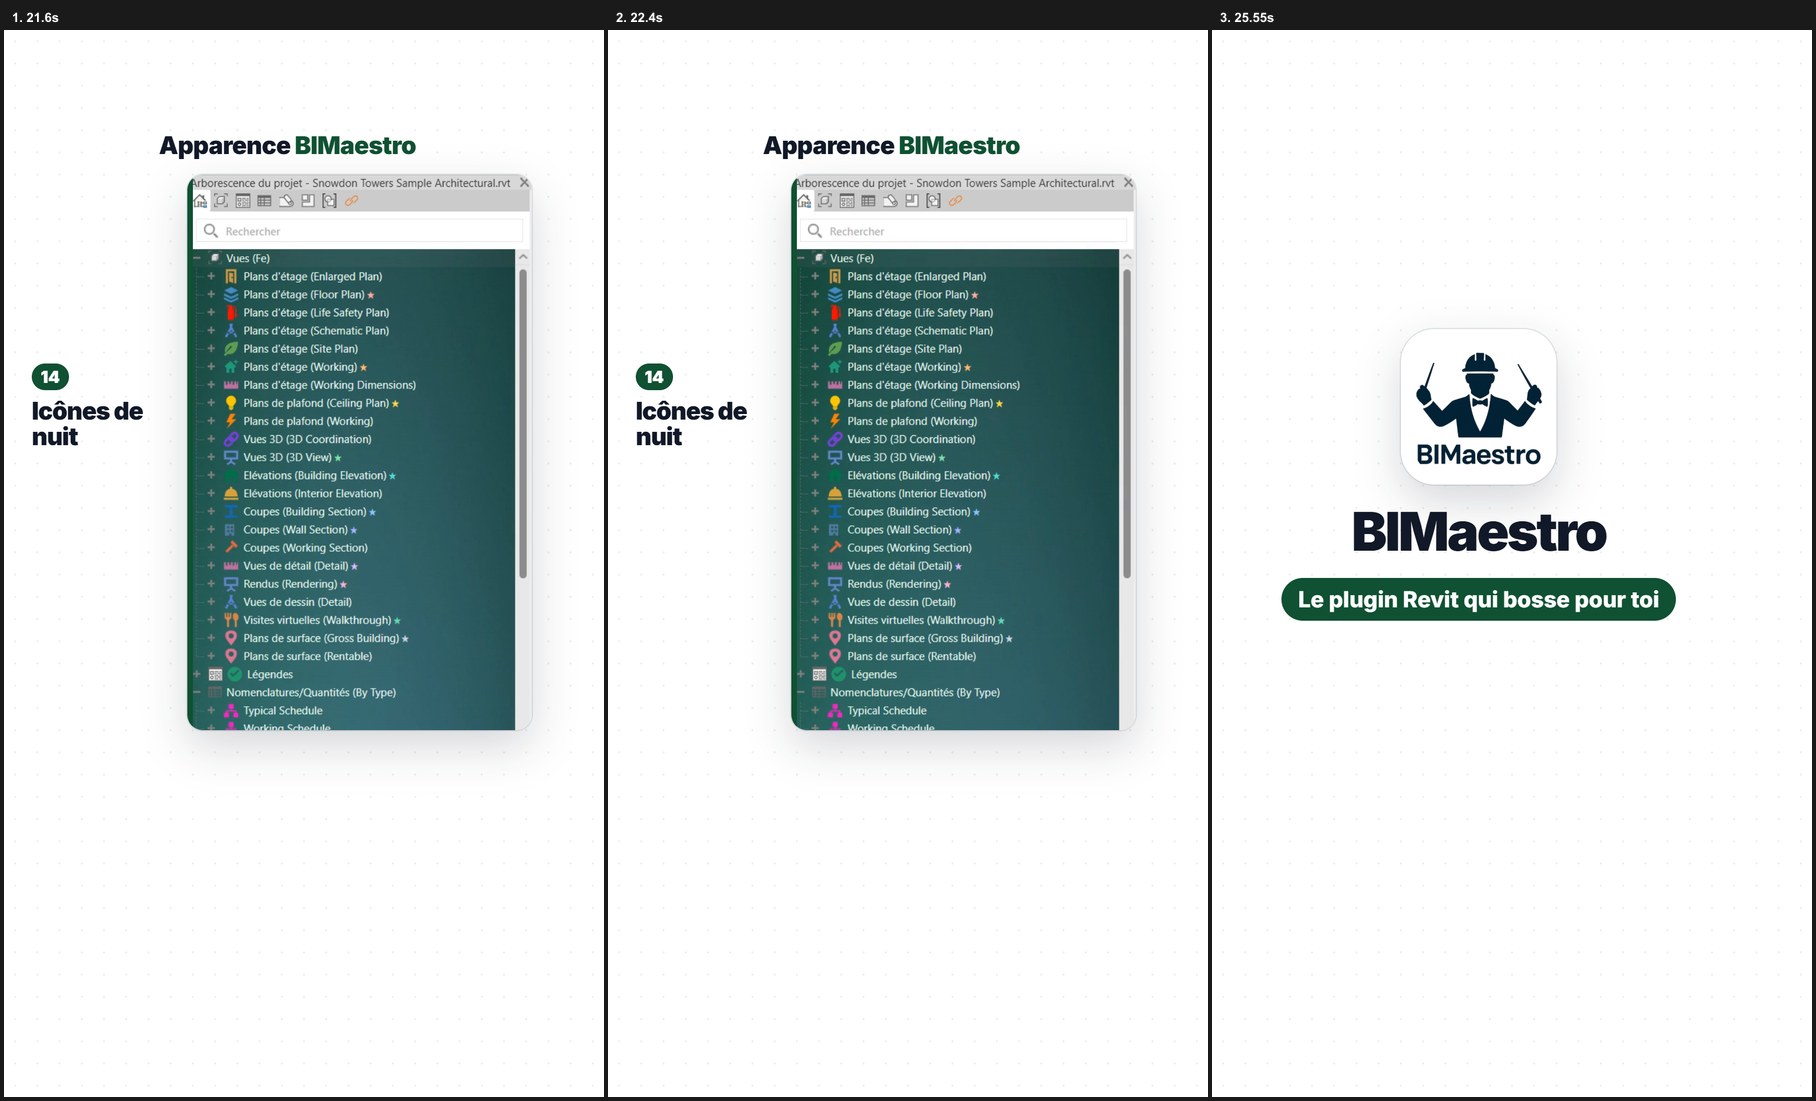 1. 21.6s
Apparence BIMaestro
Arborescence du projet - Snowdon Towers Sample Architectural.rvt
Rechercher
Vues (Fe)
Plans d'étage (Enlarged Plan)
Plans d'étage (Floor Plan)
Plans d'étage (Life Safety Plan)
Plans d'étage (Schematic Plan)
Plans d'étage (Site Plan)
Plans d'étage (Working)
Plans d'étage (Working Dimensions)
Plans de plafond (Ceiling Plan)
Plans de plafond (Working)
Vues 3D (3D Coordination)
Vues 3D (3D View)
Elévations (Building Elevation)
Elévations (Interior Elevation)
Coupes (Building Section)
Coupes (Wall Section)
Coupes (Working Section)
Vues de détail (Detail)
Rendus (Rendering)
Vues de dessin (Detail)
Visites virtuelles (Walkthrough)
Plans de surface (Gross Building)
Plans de surface (Rentable)
Légendes
Nomenclatures/Quantités (By Type)
Typical Schedule
Working Schedule
14
Icônes de
nuit
2. 22.4s
Apparence BIMaestro
Arborescence du projet - Snowdon Towers Sample Architectural.rvt
Rechercher
Vues (Fe)
Plans d'étage (Enlarged Plan)
Plans d'étage (Floor Plan)
Plans d'étage (Life Safety Plan)
Plans d'étage (Schematic Plan)
Plans d'étage (Site Plan)
Plans d'étage (Working)
Plans d'étage (Working Dimensions)
Plans de plafond (Ceiling Plan)
Plans de plafond (Working)
Vues 3D (3D Coordination)
Vues 3D (3D View)
Elévations (Building Elevation)
Elévations (Interior Elevation)
Coupes (Building Section)
Coupes (Wall Section)
Coupes (Working Section)
Vues de détail (Detail)
Rendus (Rendering)
Vues de dessin (Detail)
Visites virtuelles (Walkthrough)
Plans de surface (Gross Building)
Plans de surface (Rentable)
Légendes
Nomenclatures/Quantités (By Type)
Typical Schedule
Working Schedule
14
Icônes de
nuit
3. 25.55s
BIMaestro
BIMaestro
Le plugin Revit qui bosse pour toi